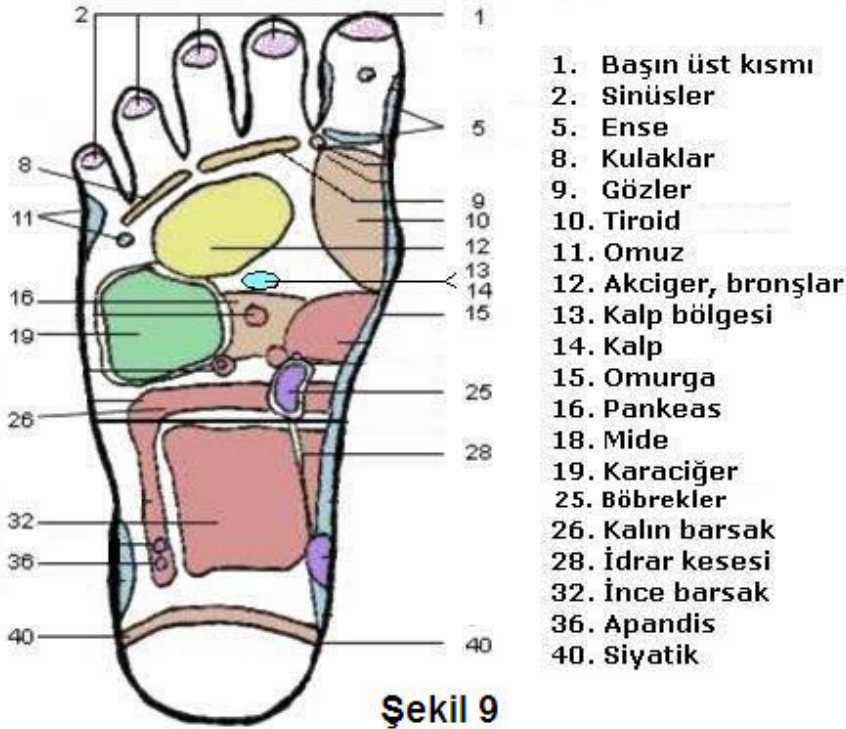 2
1
5
8
9
10
11
12
13
14
16
15
19
25
26
28
32
36
40
40
1. Başın üst kısmı
2. Sinüsler
5. Ense
8. Kulaklar
9. Gözler
10. Tiroid
11. Omuz
12. Akciger, bronşlar
13. Kalp bölgesi
14. Kalp
15. Omurga
16. Pankeas
18. Mide
19. Karaciğer
25. Böbrekler
26. Kalın barsak
28. İdrar kesesi
32. İnce barsak
36. Apandis
40. Siyatik
Şekil 9